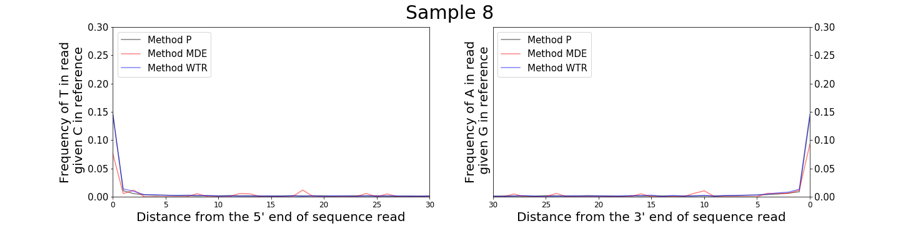 Sample 8
Frequency of T in read
given C in reference
0.30
0.25
0.20
0.15
0.10
0.05
0.00
Method P
Method MDE
Method WTR
0 5 10 15 20 25 30
Distance from the 5' end of sequence read
Frequency of A in read
given G in reference
Method P
Method MDE
Method WTR
0.30
0.25
0.20
0.15
0.10
0.05
0.00
30 25 20 15 10 5 0
Distance from the 3' end of sequence read